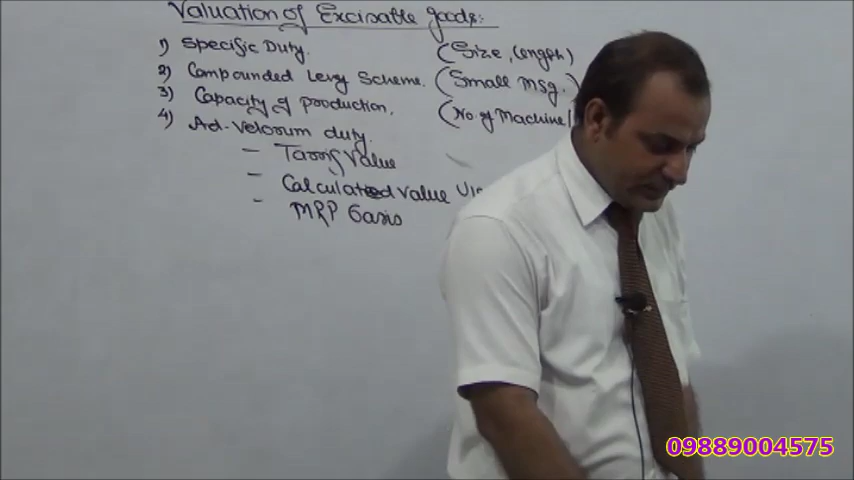 Valuation of Excisable goods:
1) Specific Duty. (Size, Length)
2) Compounded Levy Scheme. (Small msg.)
3) Capacity of production. (No. of Machine/
4) Ad-Velorum duty.
- Tariff Value
- Calculated value U/S
- MRP basis
09889004575